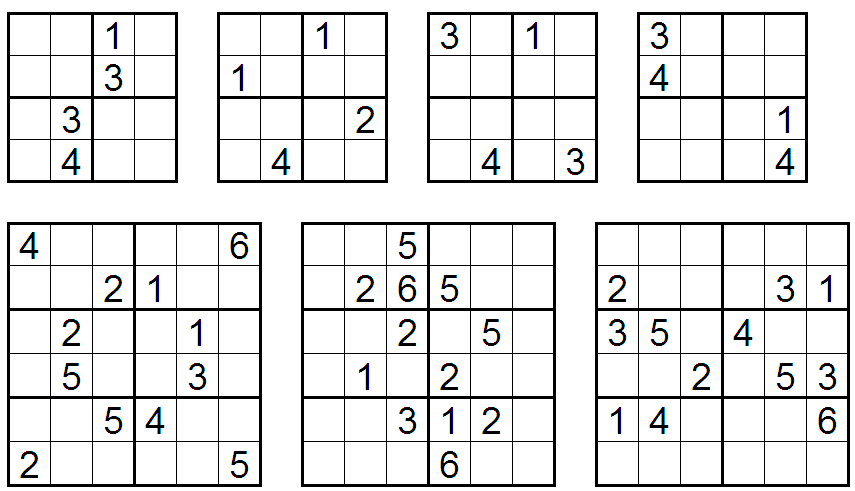 1 1 3 1 3
3 1 4
3 2 1
4 4 3 4
4 6 5
2 1 2 6 5 2 3 1
2 1 2 5 3 5 4
5 3 1 2 2 5 3
5 4 3 1 2 1 4 6
2 5 6